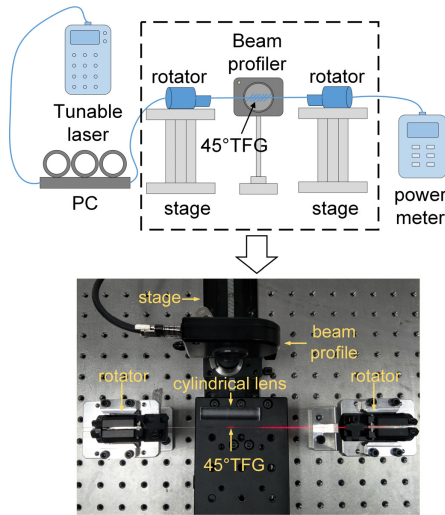 Beam
profiler
rotator
rotator
Tunable
laser
45°TFG
PC
stage
stage
power
meter
stage
beam
profile
rotator
cylindrical lens
rotator
45°TFG